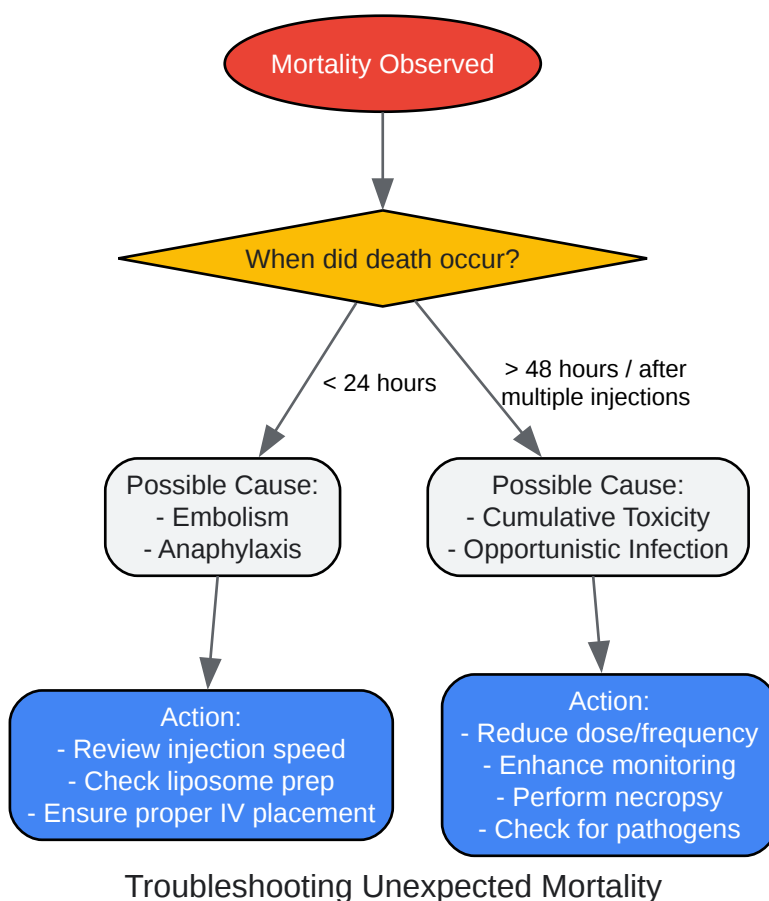 Mortality Observed
When did death occur?
< 24 hours
> 48 hours / after
multiple injections
Possible Cause:
- Embolism
- Anaphylaxis
Possible Cause:
- Cumulative Toxicity
- Opportunistic Infection
Action:
- Review injection speed
- Check liposome prep
- Ensure proper IV placement
Action:
- Reduce dose/frequency
- Enhance monitoring
- Perform necropsy
- Check for pathogens
Troubleshooting Unexpected Mortality